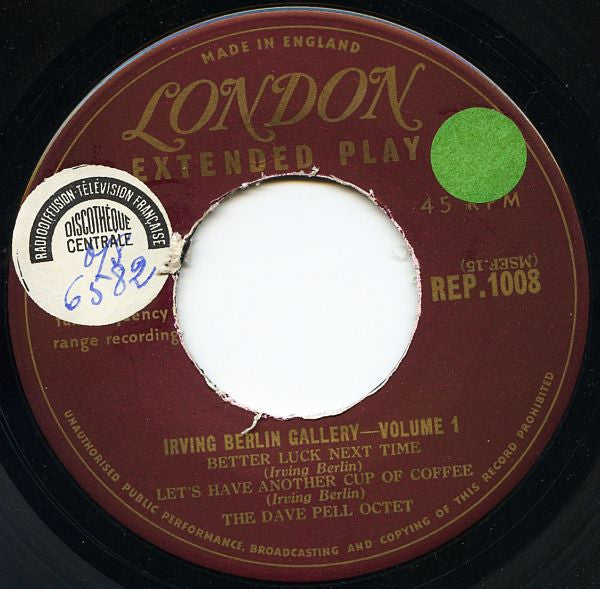 MADE IN ENGLAND
LONDON
EXTENDED PLAY
45 RPM
RADIODIFFUSION-TÉLÉVISION FRANÇAISE
DISCOTHÈQUE
CENTRALE
6582
(MSEF.15)
REP.1008
range recording
IRVING BERLIN GALLERY—VOLUME 1
BETTER LUCK NEXT TIME
(Irving Berlin)
LET'S HAVE ANOTHER CUP OF COFFEE
(Irving Berlin)
THE DAVE PELL OCTET
UNAUTHORISED PUBLIC PERFORMANCE, BROADCASTING AND COPYING OF THIS RECORD PROHIBITED